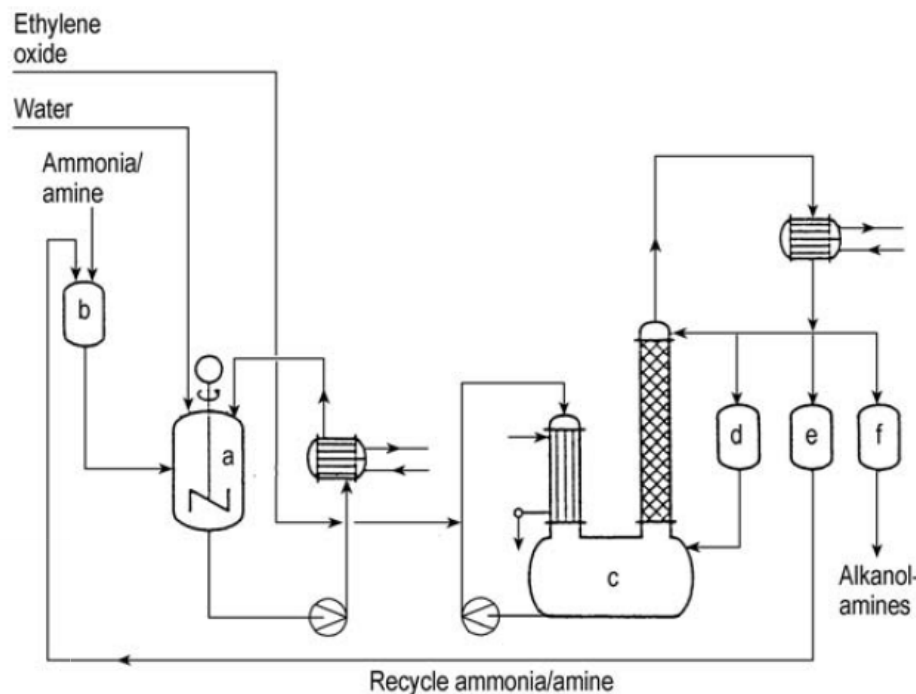 Ethylene
oxide
Water
Ammonia/
amine
b
a
c
d
e
f
Alkanol-
amines
Recycle ammonia/amine